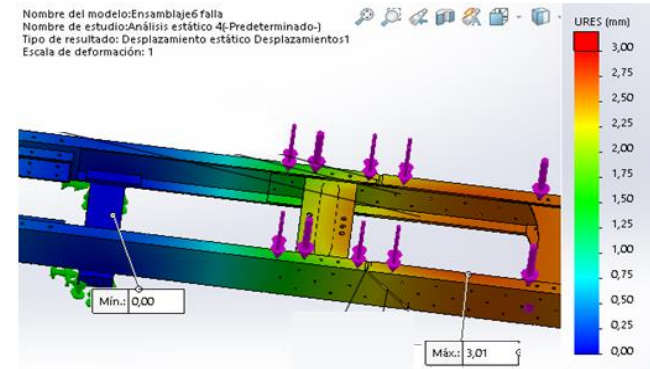 Nombre del modelo:Ensamblaje6 falla
Nombre de estudio:Análisis estático 4(-Predeterminado-)
Tipo de resultado: Desplazamiento estático Desplazamientos1
Escala de deformación: 1
URES (mm)
3,00
2,75
2,50
2,25
2,00
1,75
1,50
1,25
1,00
0,75
0,50
0,25
0,00
Mín.: 0,00
Máx.: 3,01